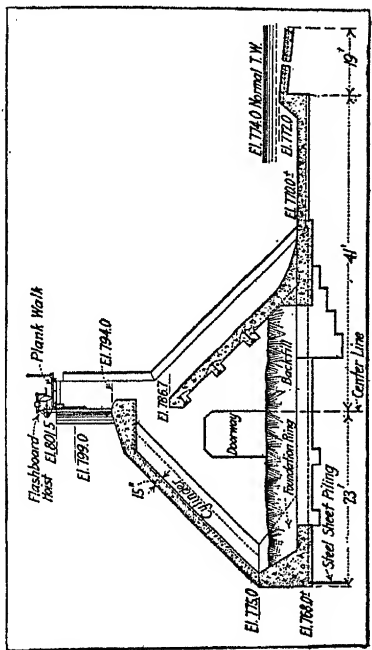 Plank Walk
Flashboard
Hoist
El.801.5
El.799.0
El.794.0
El.786.7
15"
Cylinder
Doorway
Backfill
Foundation Ring
El.775.0
El.768.0±
El.774.0 Normal T.W.
El.772.0
El.770.0±
Steel Sheet Piling
Center Line
23'
41'
19'